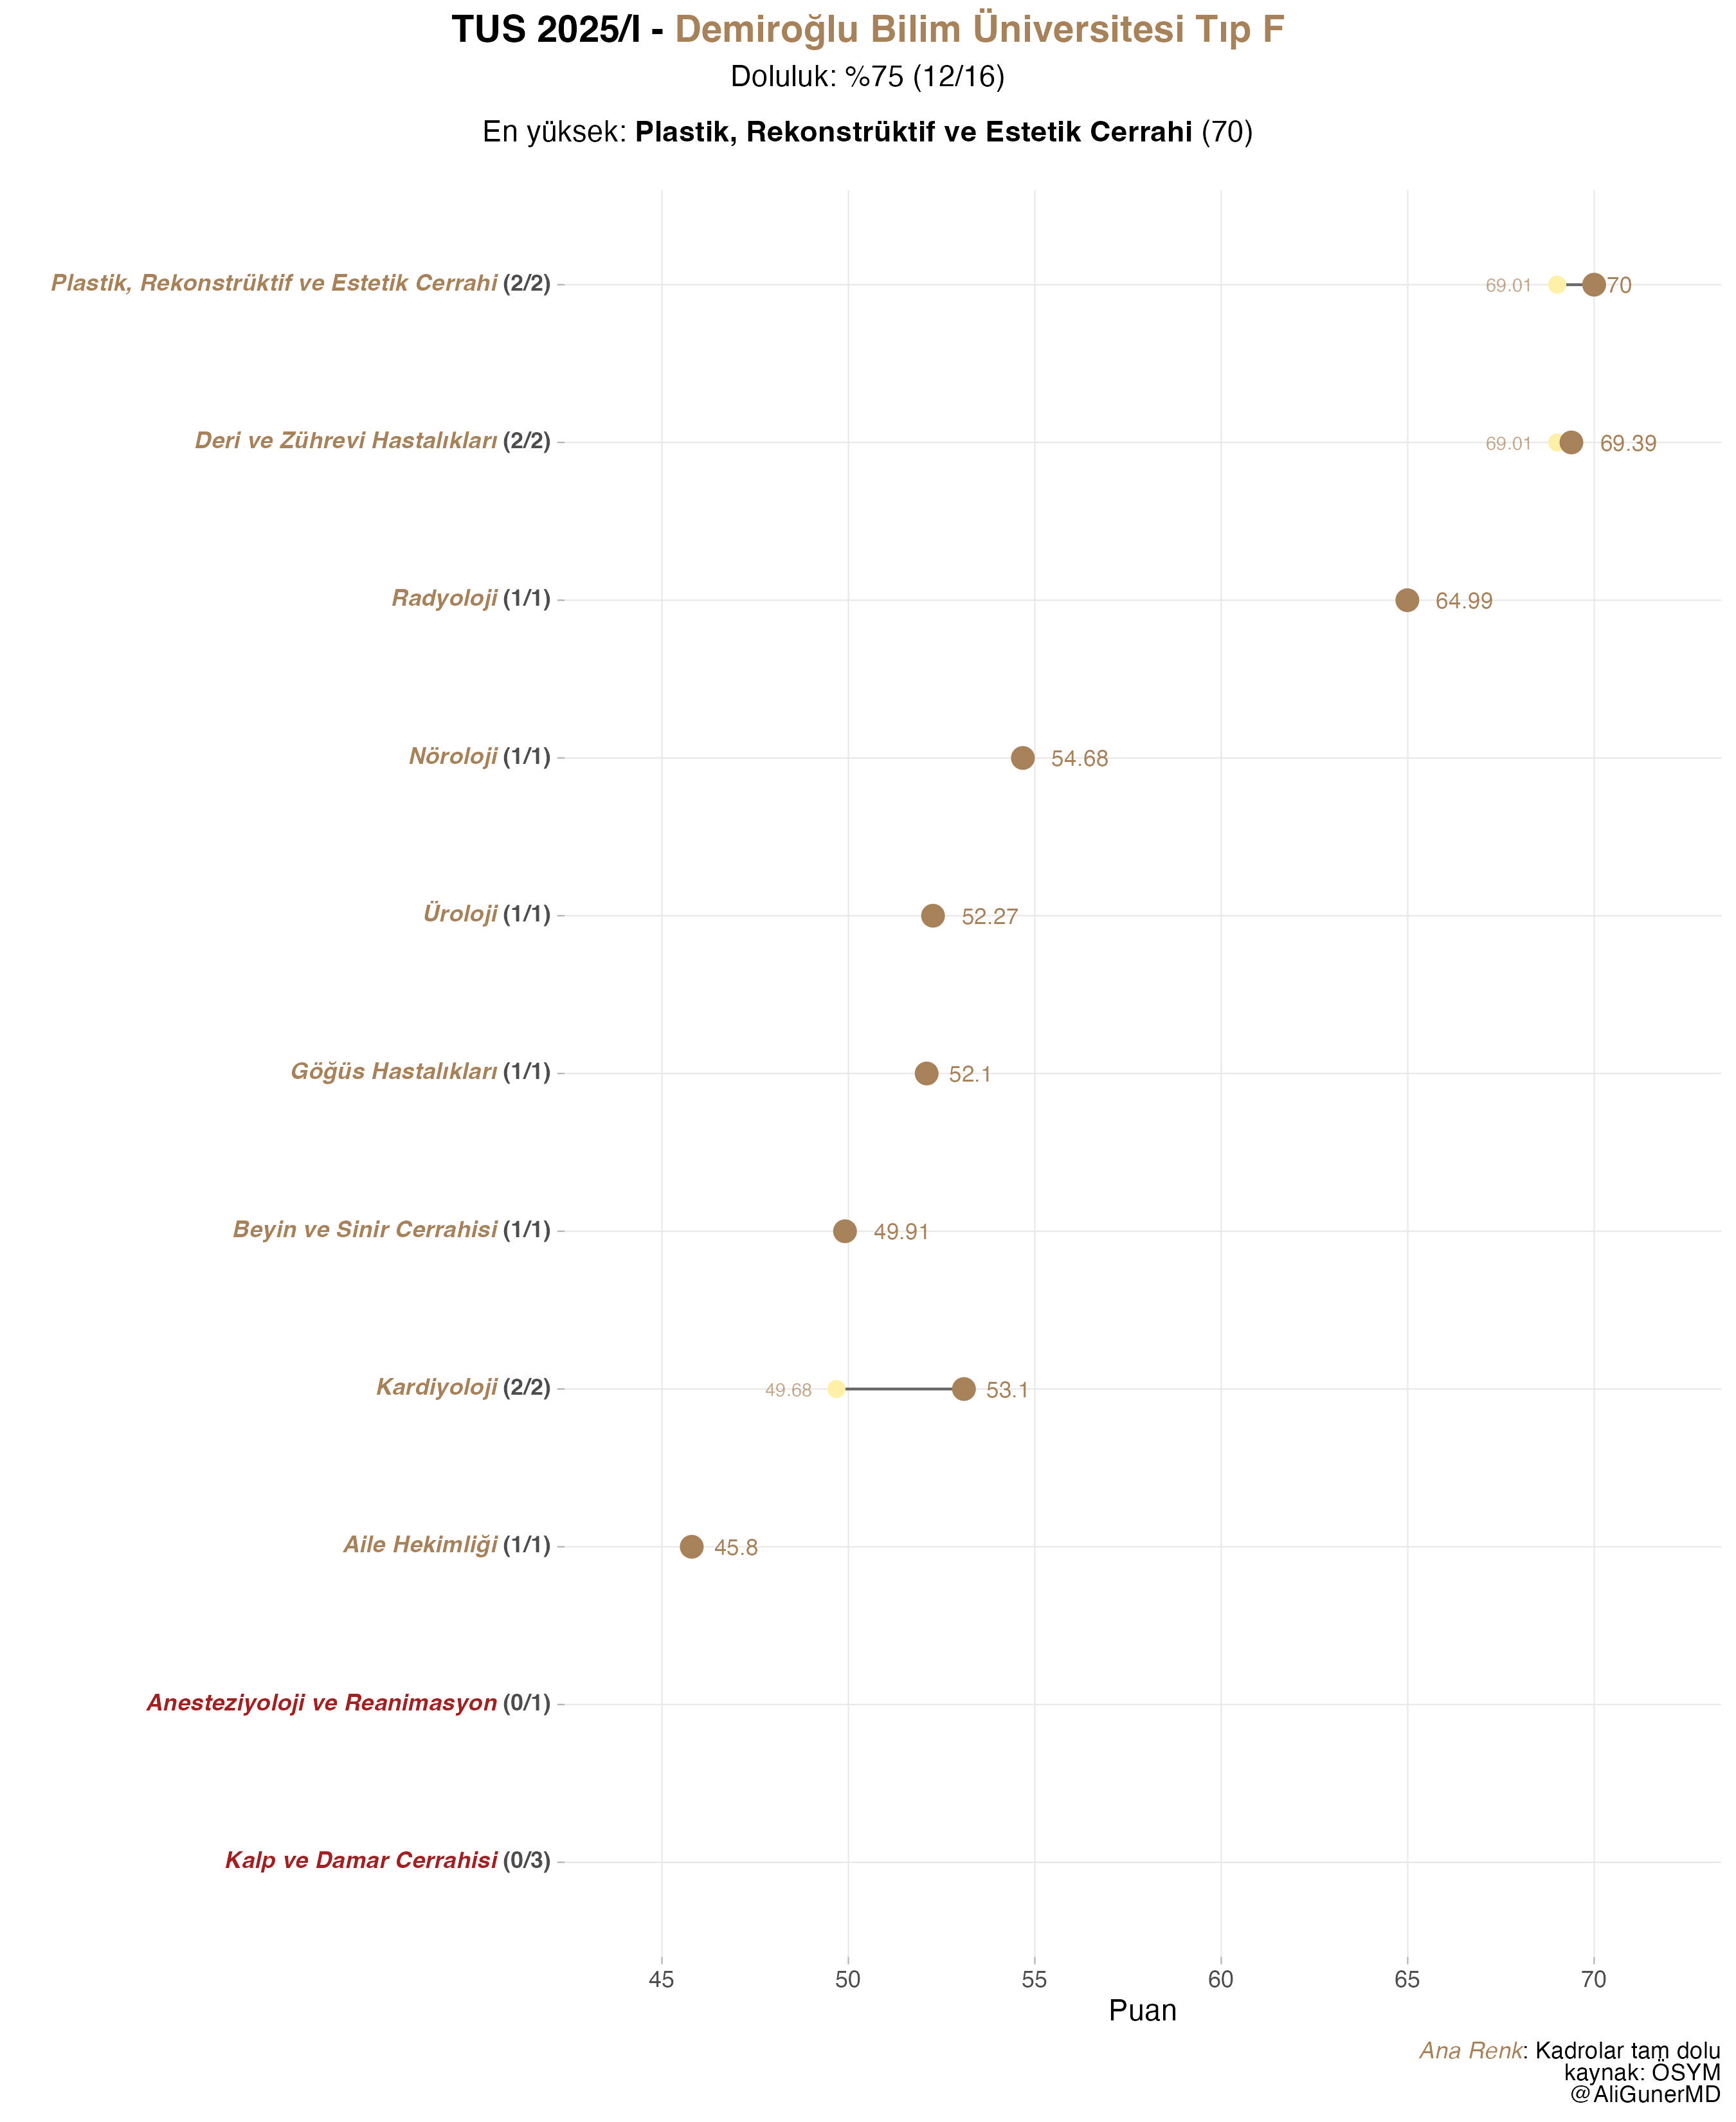 TUS 2025/I - Demiroğlu Bilim Üniversitesi Tıp F
Doluluk: %75 (12/16)
En yüksek: Plastik, Rekonstrüktif ve Estetik Cerrahi (70)
Plastik, Rekonstrüktif ve Estetik Cerrahi (2/2) 69.01 70
Deri ve Zührevi Hastalıkları (2/2) 69.01 69.39
Radyoloji (1/1) 64.99
Nöroloji (1/1) 54.68
Üroloji (1/1) 52.27
Göğüs Hastalıkları (1/1) 52.1
Beyin ve Sinir Cerrahisi (1/1) 49.91
Kardiyoloji (2/2) 49.68 53.1
Aile Hekimliği (1/1) 45.8
Anesteziyoloji ve Reanimasyon (0/1)
Kalp ve Damar Cerrahisi (0/3)
45 50 55 60 65 70
Puan
Ana Renk: Kadrolar tam dolu
kaynak: ÖSYM
@AliGunerMD